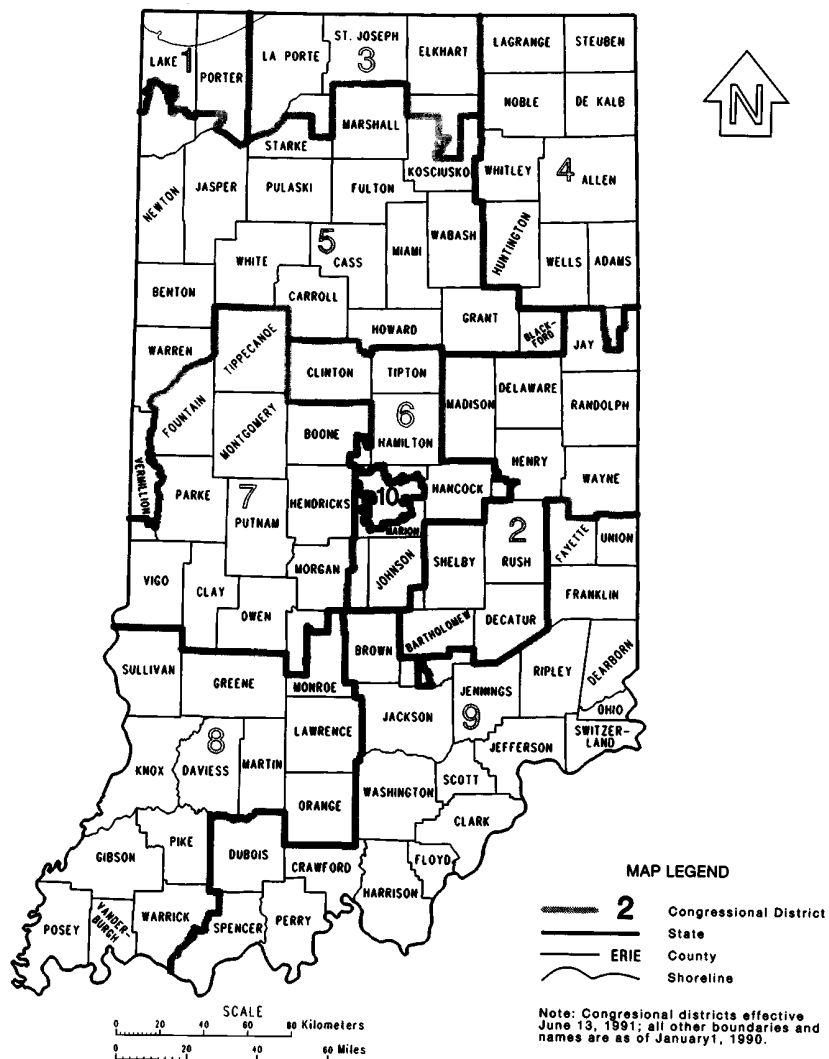 ST. JOSEPH
LAGRANGE
STEUBEN
LA PORTE
ELKHART
LAKE
1
3
PORTER
N
NOBLE
DE KALB
MARSHALL
STARKE
KOSCIUSKO
WHITLEY
4
ALLEN
NEWTON
JASPER
PULASKI
FULTON
HUNTINGTON
WABASH
5
MIAMI
WHITE
CASS
WELLS
ADAMS
BENTON
CARROLL
GRANT
HOWARD
BLACK-
FORD
JAY
WARREN
TIPPECANOE
CLINTON
TIPTON
DELAWARE
MADISON
RANDOLPH
FOUNTAIN
MONTGOMERY
6
BOONE
HAMILTON
HENRY
VERMILLION
WAYNE
PARKE
7
HENDRICKS
10
HANCOCK
PUTNAM
MARION
2
FAYETTE
UNION
RUSH
SHELBY
JOHNSON
VIGO
MORGAN
CLAY
FRANKLIN
OWEN
DECATUR
BARTHOLOMEW
BROWN
SULLIVAN
RIPLEY
DEARBORN
GREENE
MONROE
JENNINGS
OHIO
JACKSON
9
LAWRENCE
SWITZER-
LAND
8
JEFFERSON
KNOX
DAVIESS
MARTIN
SCOTT
WASHINGTON
ORANGE
CLARK
PIKE
GIBSON
DUBOIS
FLOYD
CRAWFORD
HARRISON
WARRICK
PERRY
POSEY
VANDER-
BURGH
SPENCER
MAP LEGEND
2 Congressional District
State
ERIE County
Shoreline
SCALE
0 20 40 60 80 Kilometers
0 20 40 60 Miles
Note: Congresional districts effective
June 13, 1991; all other boundaries and
names are as of January1, 1990.